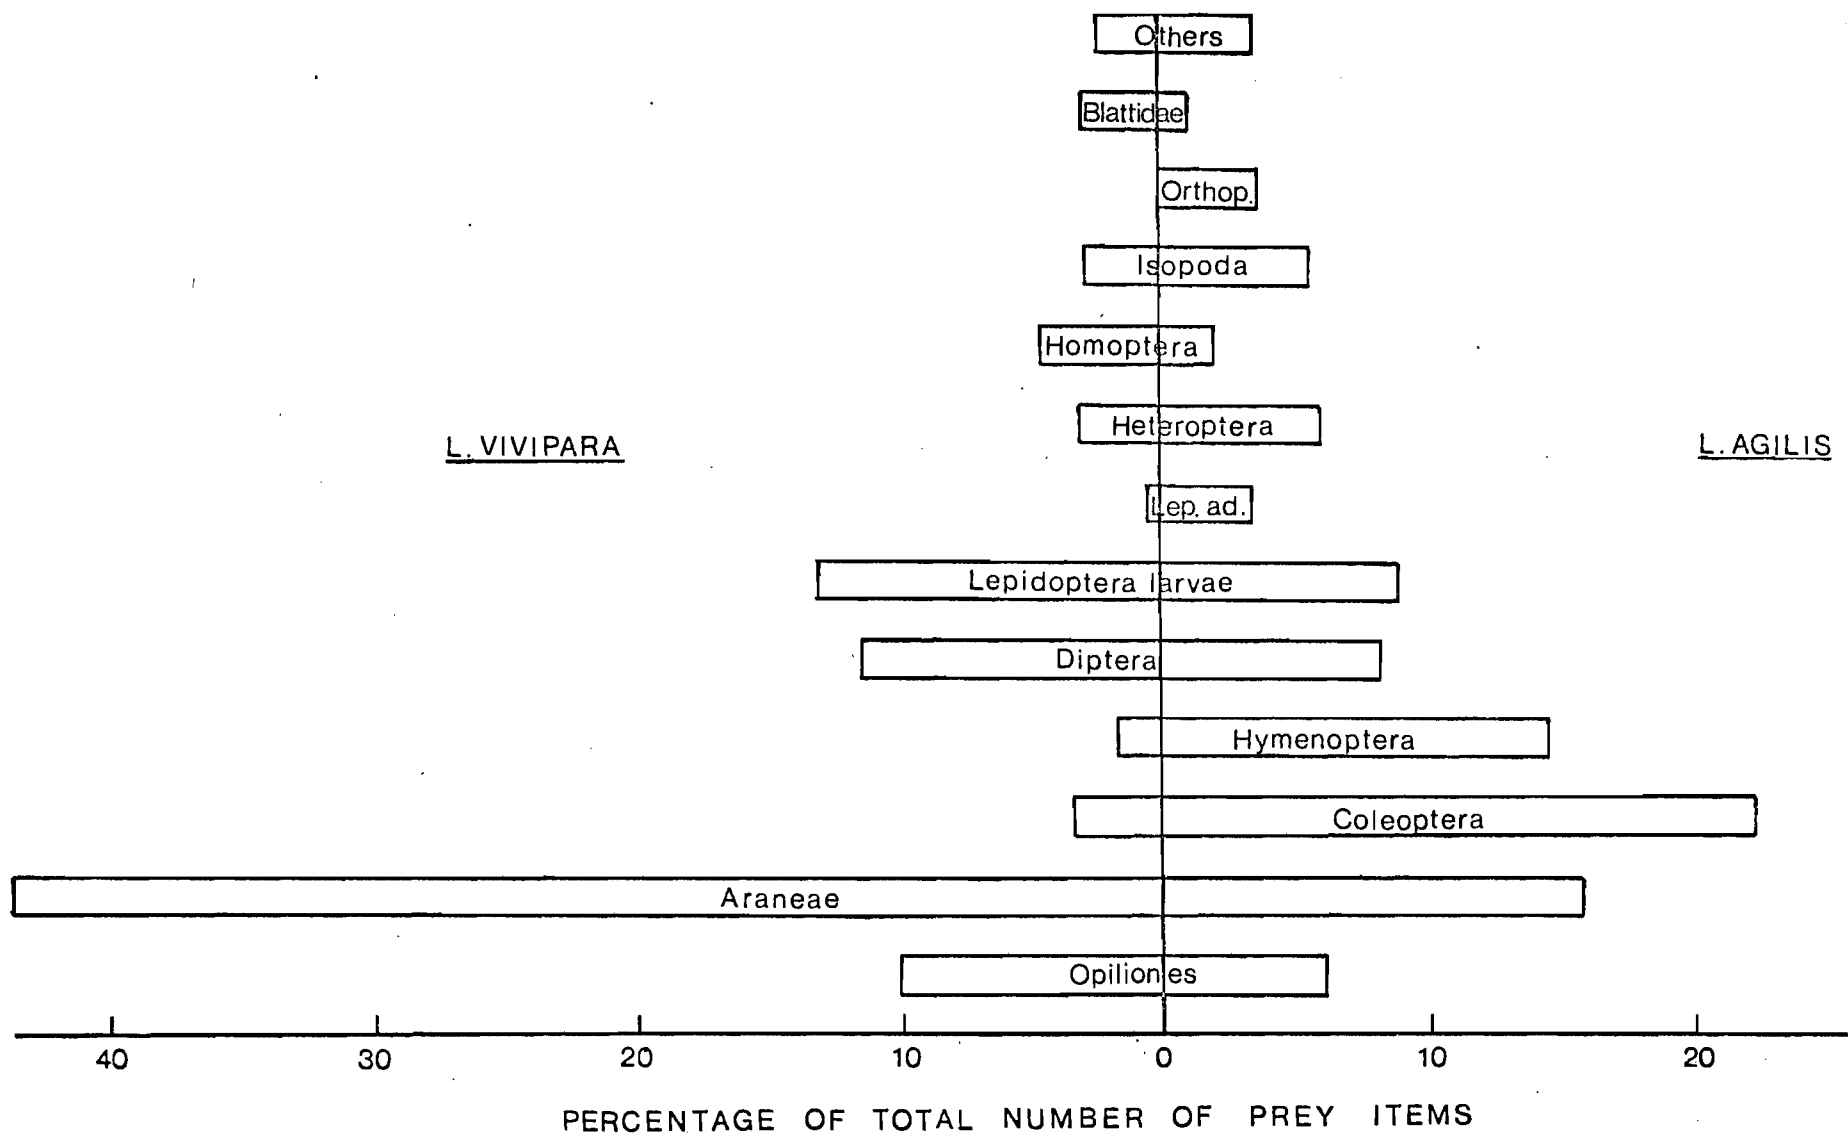 Others
Blattidae
Orthop.
Isopoda
Homoptera
Heteroptera
L. VIVIPARA
L. AGILIS
Lep. ad.
Lepidoptera larvae
Diptera
Hymenoptera
Coleoptera
Araneae
Opiliones
40 30 20 10 0 10 20
PERCENTAGE OF TOTAL NUMBER OF PREY ITEMS